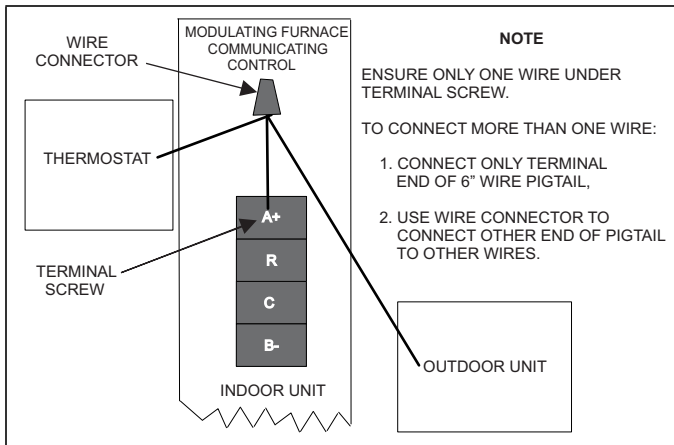 WIRE
CONNECTOR
MODULATING FURNACE
COMMUNICATING
CONTROL
THERMOSTAT
A+
R
C
B-
TERMINAL
SCREW
INDOOR UNIT
OUTDOOR UNIT
NOTE
ENSURE ONLY ONE WIRE UNDER
TERMINAL SCREW.
TO CONNECT MORE THAN ONE WIRE:
1. CONNECT ONLY TERMINAL
END OF 6” WIRE PIGTAIL,
2. USE WIRE CONNECTOR TO
CONNECT OTHER END OF PIGTAIL
TO OTHER WIRES.